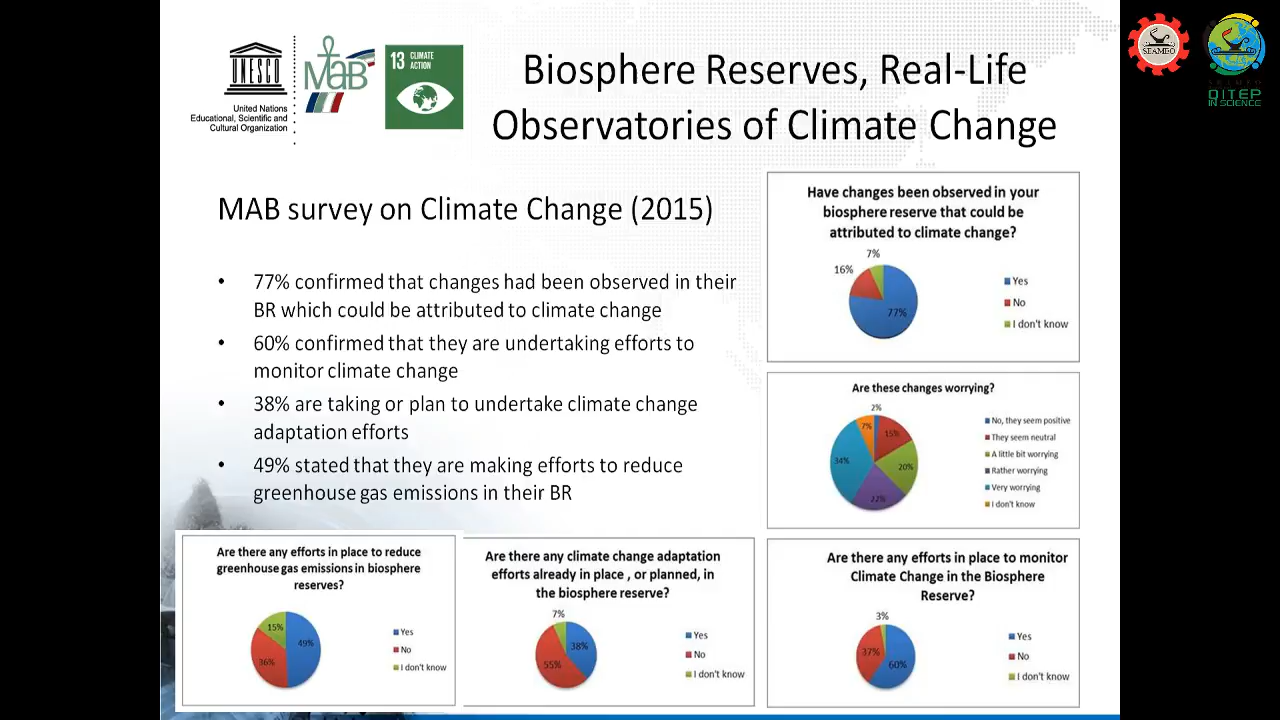 UNESCO
United Nations
Educational, Scientific and
Cultural Organization
MaB
13 CLIMATE
ACTION
Biosphere Reserves, Real-Life
Observatories of Climate Change
SEAMEO
QITEP
IN SCIENCE
MAB survey on Climate Change (2015)
• 77% confirmed that changes had been observed in their
BR which could be attributed to climate change
• 60% confirmed that they are undertaking efforts to
monitor climate change
• 38% are taking or plan to undertake climate change
adaptation efforts
• 49% stated that they are making efforts to reduce
greenhouse gas emissions in their BR
Have changes been observed in your
biosphere reserve that could be
attributed to climate change?
7%
16%
77%
Yes
No
I don't know
Are these changes worrying?
2%
7%
15%
34%
20%
22%
No, they seem positive
They seem neutral
A little bit worrying
Rather worrying
Very worrying
I don't know
Are there any efforts in place to reduce
greenhouse gas emissions in biosphere
reserves?
15%
49%
36%
Yes
No
I don't know
Are there any climate change adaptation
efforts already in place , or planned, in
the biosphere reserve?
7%
38%
55%
Yes
No
I don't know
Are there any efforts in place to monitor
Climate Change in the Biosphere
Reserve?
3%
37%
60%
Yes
No
I don't know